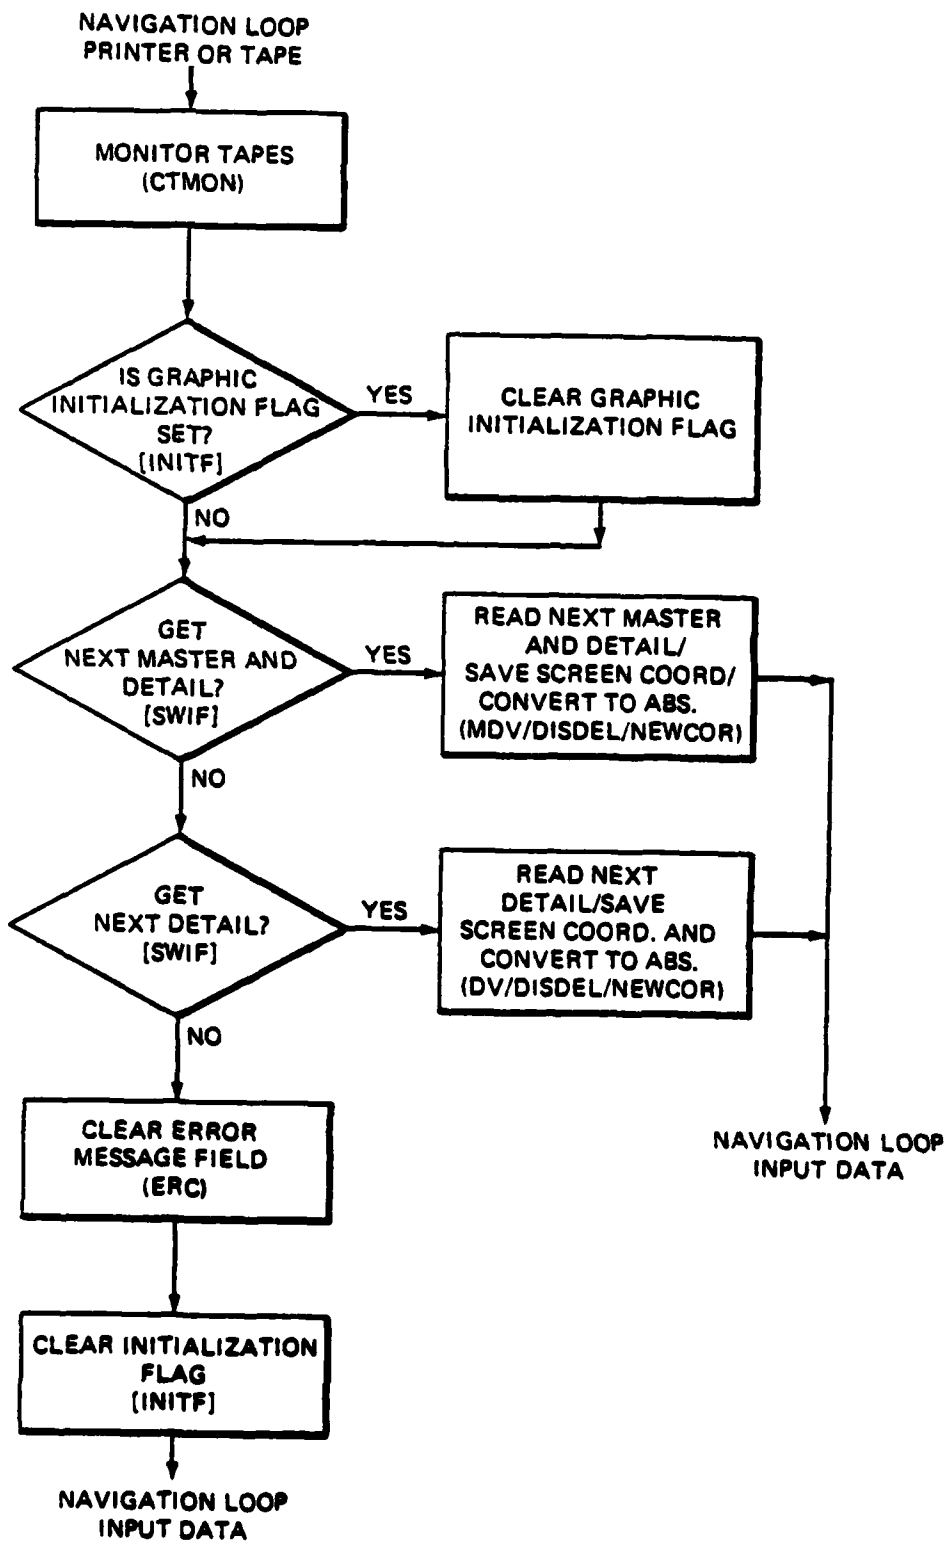 NAVIGATION LOOP
PRINTER OR TAPE
MONITOR TAPES
(CTMON)
IS GRAPHIC
INITIALIZATION FLAG
SET?
[INITF]
YES
CLEAR GRAPHIC
INITIALIZATION FLAG
NO
GET
NEXT MASTER AND
DETAIL?
[SWIF]
YES
READ NEXT MASTER
AND DETAIL/
SAVE SCREEN COORD/
CONVERT TO ABS.
(MDV/DISDEL/NEWCOR)
NO
GET
NEXT DETAIL?
[SWIF]
YES
READ NEXT
DETAIL/SAVE
SCREEN COORD. AND
CONVERT TO ABS.
(DV/DISDEL/NEWCOR)
NO
CLEAR ERROR
MESSAGE FIELD
(ERC)
NAVIGATION LOOP
INPUT DATA
CLEAR INITIALIZATION
FLAG
[INITF]
NAVIGATION LOOP
INPUT DATA